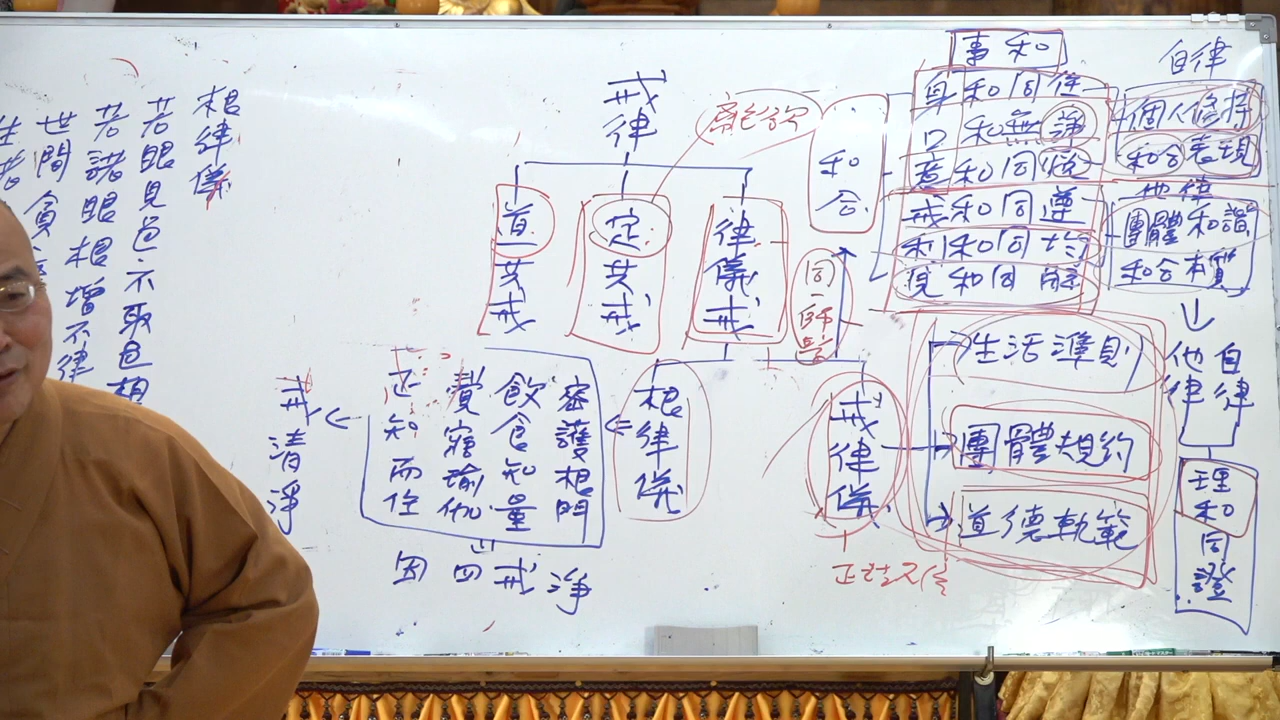 事和
自律
身和同住
口和無諍
意和同悅
戒和同遵
利和同均
見和同解
個人修持
和合表現
他律
團體和諧
和合本質
自律
他律
理和同證
和合
同一師學
戒律
律儀戒
定共戒
道共戒
戒律儀
生活準則
團體規約
道德軌範
根律儀
密護根門
飲食知量
覺寤瑜伽
正知而住
淨戒四因
戒清淨
根律儀
若眼見色不取色相
若諸眼根增不律
世間貪